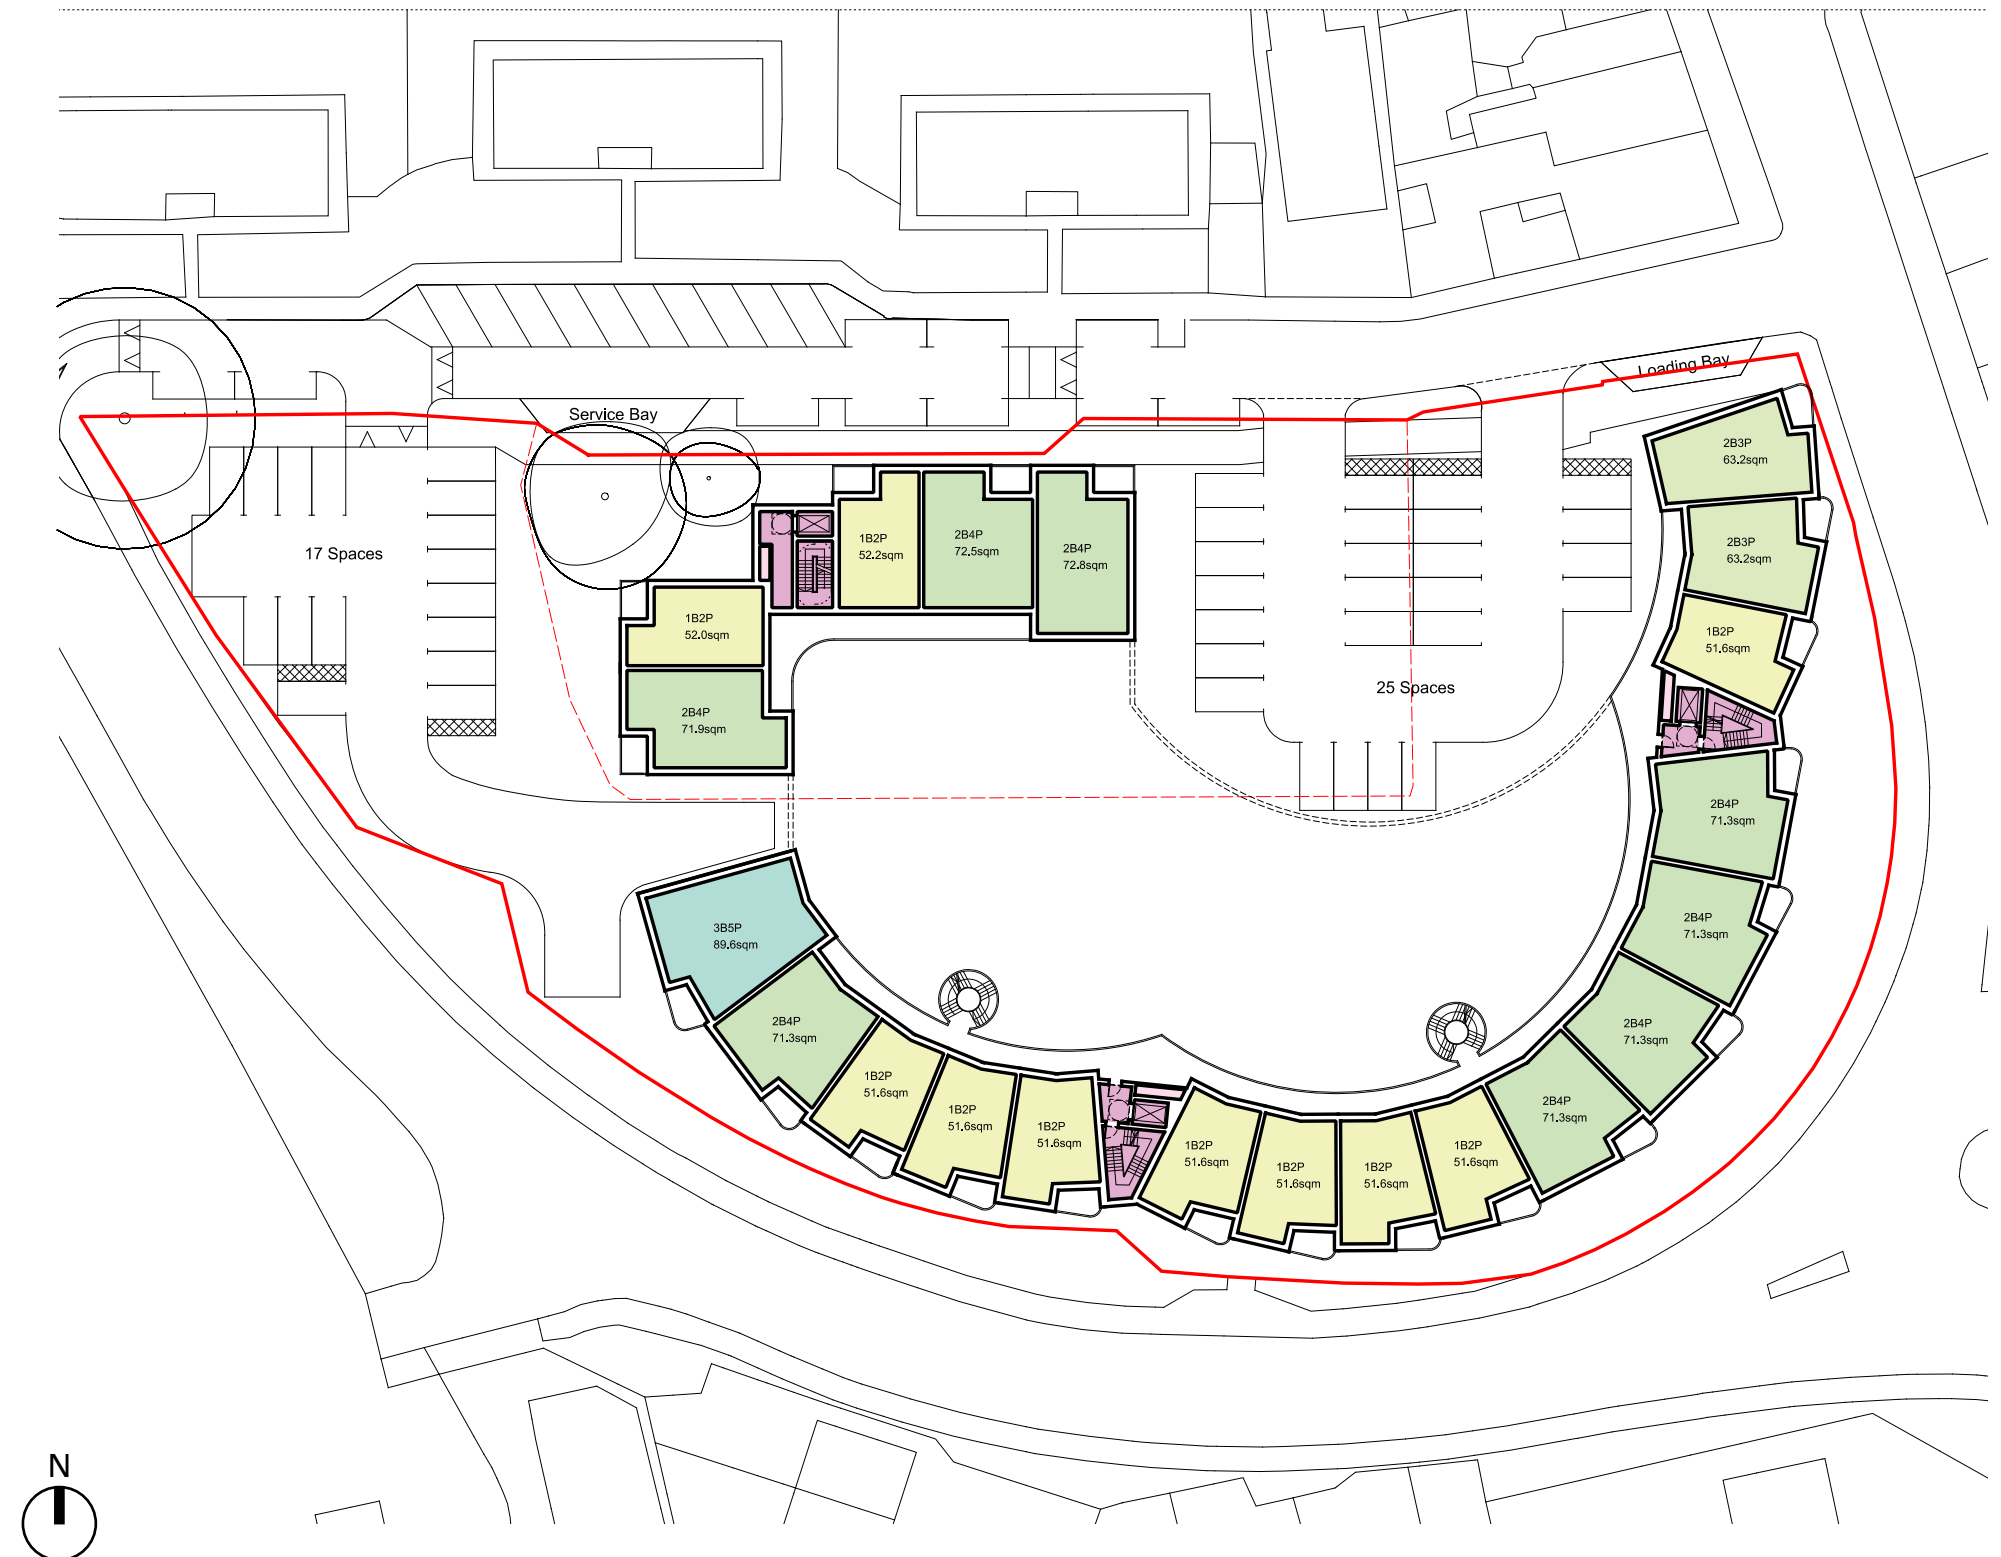 Loading Bay
Service Bay
2B3P
63.2sqm
1B2P
52.2sqm
2B4P
72.5sqm
2B4P
72.8sqm
2B3P
63.2sqm
17 Spaces
1B2P
52.0sqm
1B2P
51.6sqm
25 Spaces
2B4P
71.9sqm
2B4P
71.3sqm
3B5P
89.6sqm
2B4P
71.3sqm
2B4P
71.3sqm
2B4P
71.3sqm
1B2P
51.6sqm
1B2P
51.6sqm
1B2P
51.6sqm
2B4P
71.3sqm
1B2P
51.6sqm
1B2P
51.6sqm
1B2P
51.6sqm
1B2P
51.6sqm
N